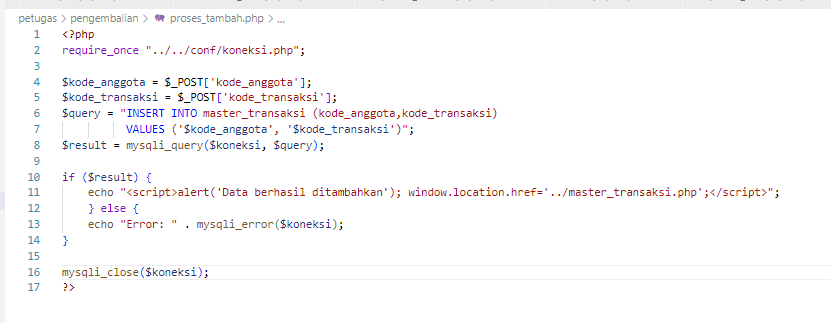 petugas > pengembalian > proses_tambah.php > ...
1 <?php
2 require_once "../../conf/koneksi.php";
3
4 $kode_anggota = $_POST['kode_anggota'];
5 $kode_transaksi = $_POST['kode_transaksi'];
6 $query = "INSERT INTO master_transaksi (kode_anggota,kode_transaksi)
7 VALUES ('$kode_anggota', '$kode_transaksi')";
8 $result = mysqli_query($koneksi, $query);
9
10 if ($result) {
11 echo "<script>alert('Data berhasil ditambahkan'); window.location.href='../master_transaksi.php';</script>";
12 } else {
13 echo "Error: " . mysqli_error($koneksi);
14 }
15
16 mysqli_close($koneksi);
17 ?>